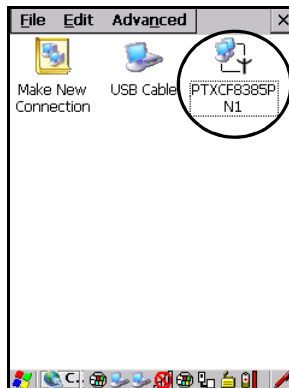 File Edit Advanced ×
Make New
Connection
USB Cable
PTXCF8385P
N1
C..